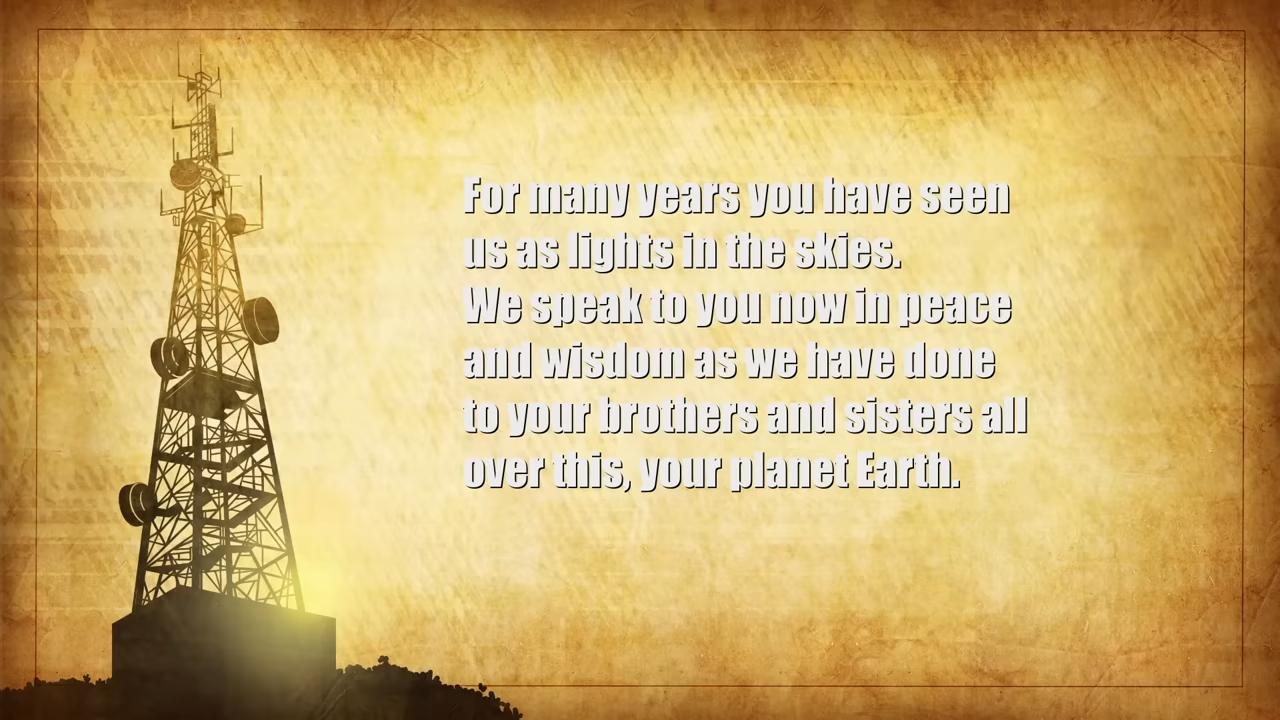 For many years you have seen
us as lights in the skies.
We speak to you now in peace
and wisdom as we have done
to your brothers and sisters all
over this, your planet Earth.